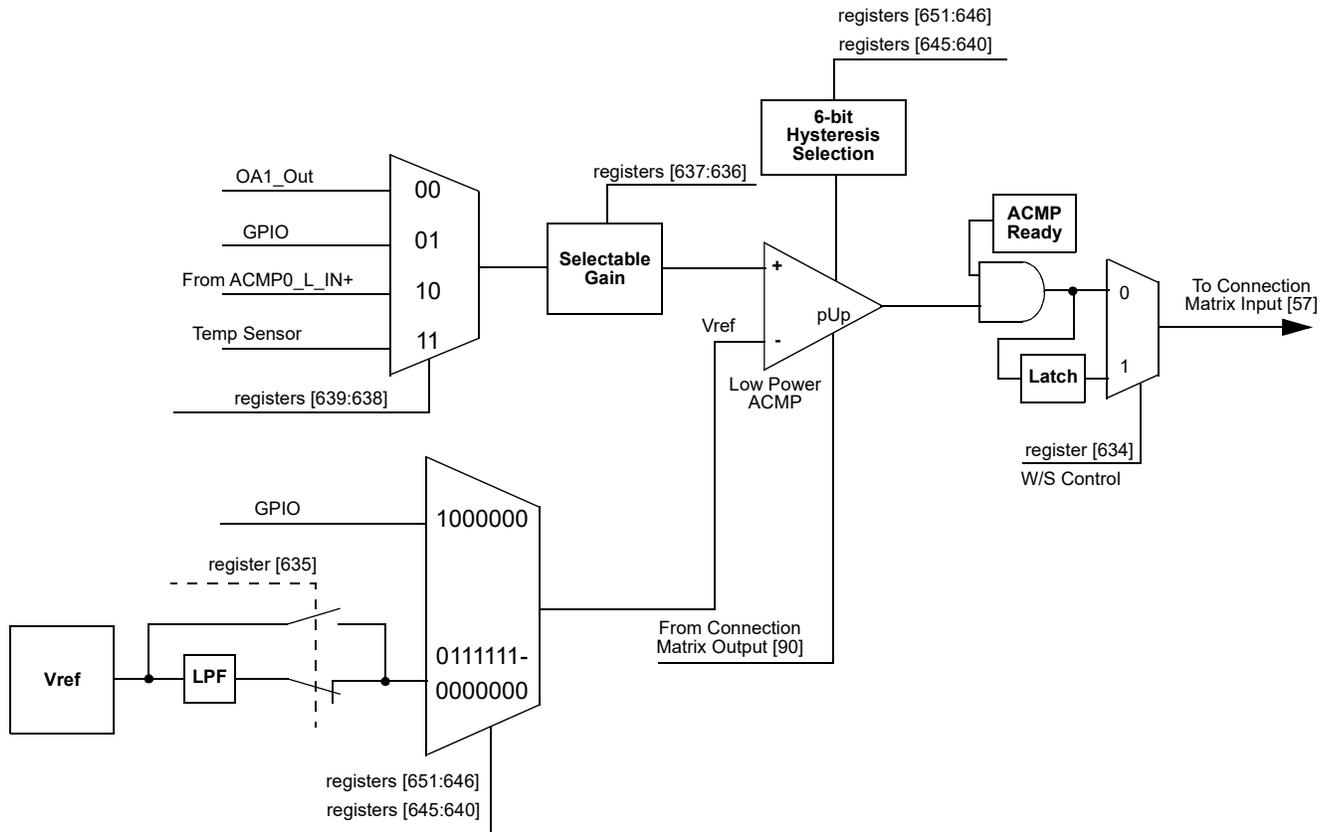 registers [651:646]
registers [645:640]
6-bit
Hysteresis
Selection
registers [637:636]
OA1_Out
00
GPIO
01
From ACMP0_L_IN+
10
Temp Sensor
11
registers [639:638]
Selectable
Gain
+
-
pUp
Vref
Low Power
ACMP
ACMP
Ready
0
1
Latch
To Connection
Matrix Input [57]
register [634]
W/S Control
GPIO
1000000
register [635]
Vref
LPF
0111111-
0000000
From Connection
Matrix Output [90]
registers [651:646]
registers [645:640]